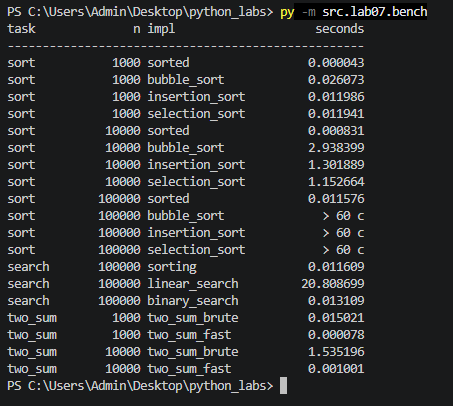 PS C:\Users\Admin\Desktop\python_labs> py -m src.lab07.bench
task n impl seconds
--------------------------------------------------
sort 1000 sorted 0.000043
sort 1000 bubble_sort 0.026073
sort 1000 insertion_sort 0.011986
sort 1000 selection_sort 0.011941
sort 10000 sorted 0.000831
sort 10000 bubble_sort 2.938399
sort 10000 insertion_sort 1.301889
sort 10000 selection_sort 1.152664
sort 100000 sorted 0.011576
sort 100000 bubble_sort > 60 c
sort 100000 insertion_sort > 60 c
sort 100000 selection_sort > 60 c
search 100000 sorting 0.011609
search 100000 linear_search 20.808699
search 100000 binary_search 0.013109
two_sum 1000 two_sum_brute 0.015021
two_sum 1000 two_sum_fast 0.000078
two_sum 10000 two_sum_brute 1.535196
two_sum 10000 two_sum_fast 0.001001
PS C:\Users\Admin\Desktop\python_labs>